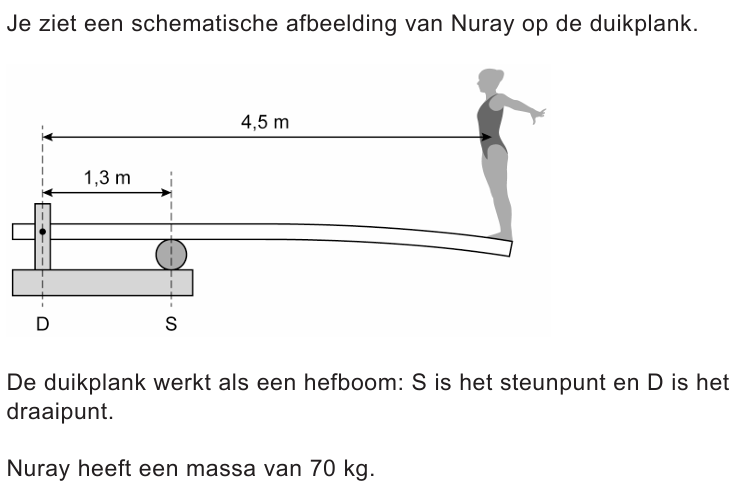 Je ziet een schematische afbeelding van Nuray op de duikplank.
4,5 m
1,3 m
D
S
De duikplank werkt als een hefboom: S is het steunpunt en D is het
draaipunt.
Nuray heeft een massa van 70 kg.